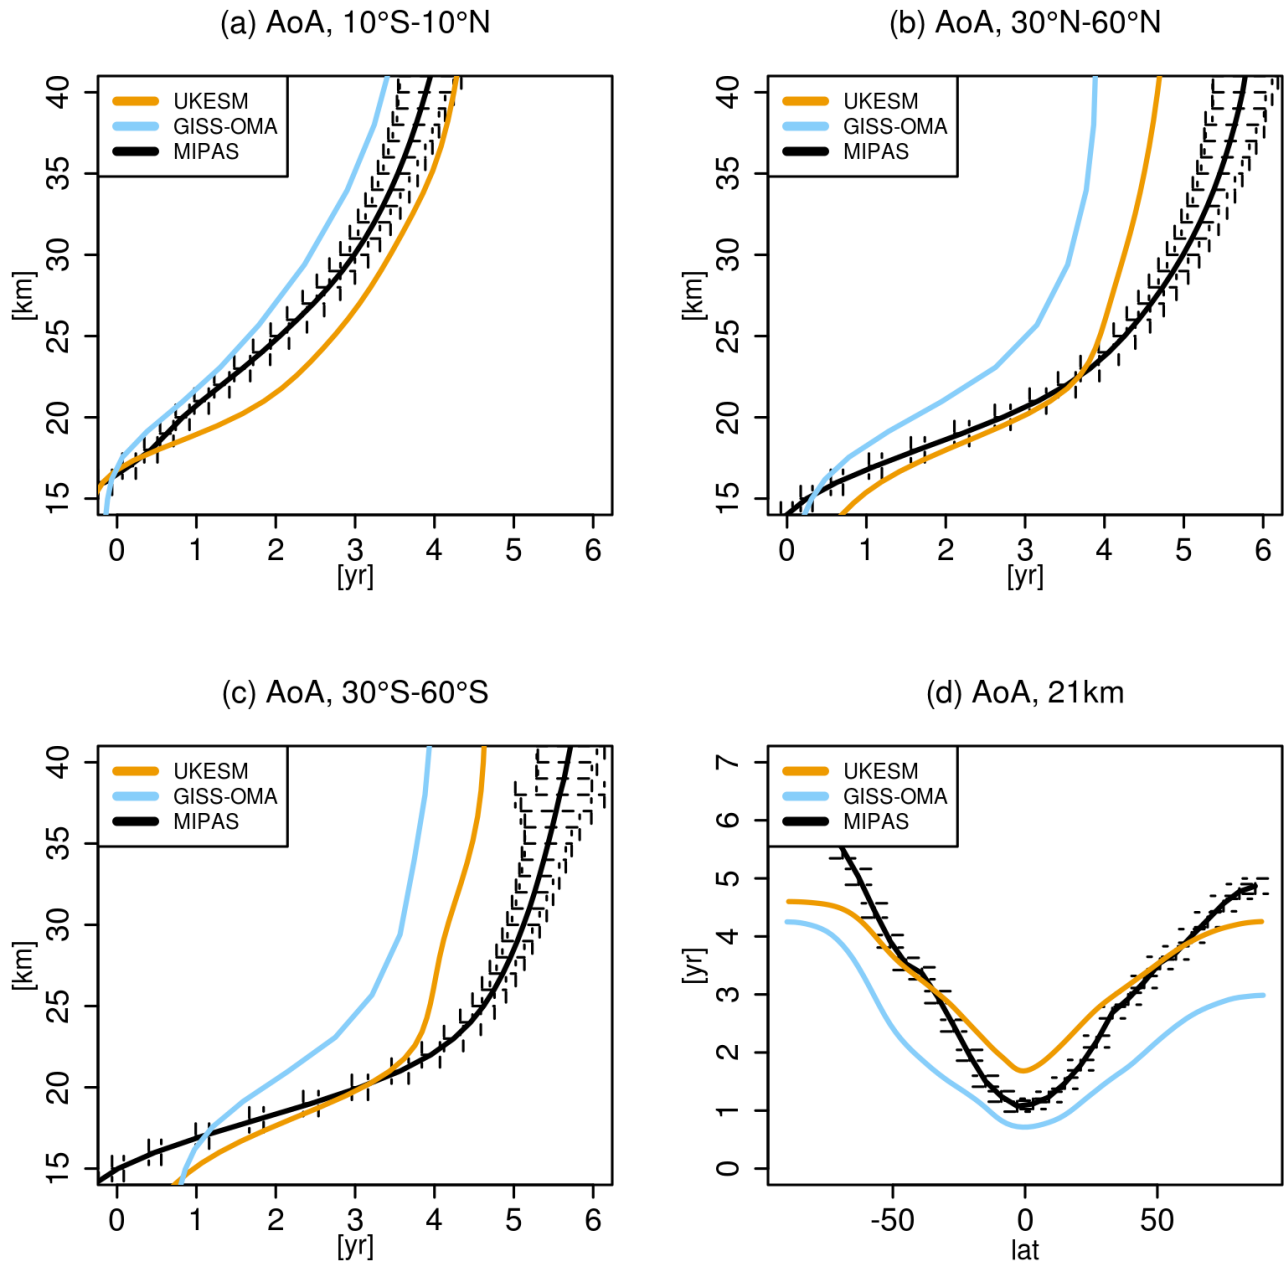 (a) AoA, 10°S-10°N
UKESM
GISS-OMA
MIPAS
[km]
15 20 25 30 35 40
0 1 2 3 4 5 6
[yr]
(b) AoA, 30°N-60°N
UKESM
GISS-OMA
MIPAS
[km]
15 20 25 30 35 40
0 1 2 3 4 5 6
[yr]
(c) AoA, 30°S-60°S
UKESM
GISS-OMA
MIPAS
[km]
15 20 25 30 35 40
0 1 2 3 4 5 6
[yr]
(d) AoA, 21km
UKESM
GISS-OMA
MIPAS
[yr]
0 1 2 3 4 5 6 7
-50 0 50
lat